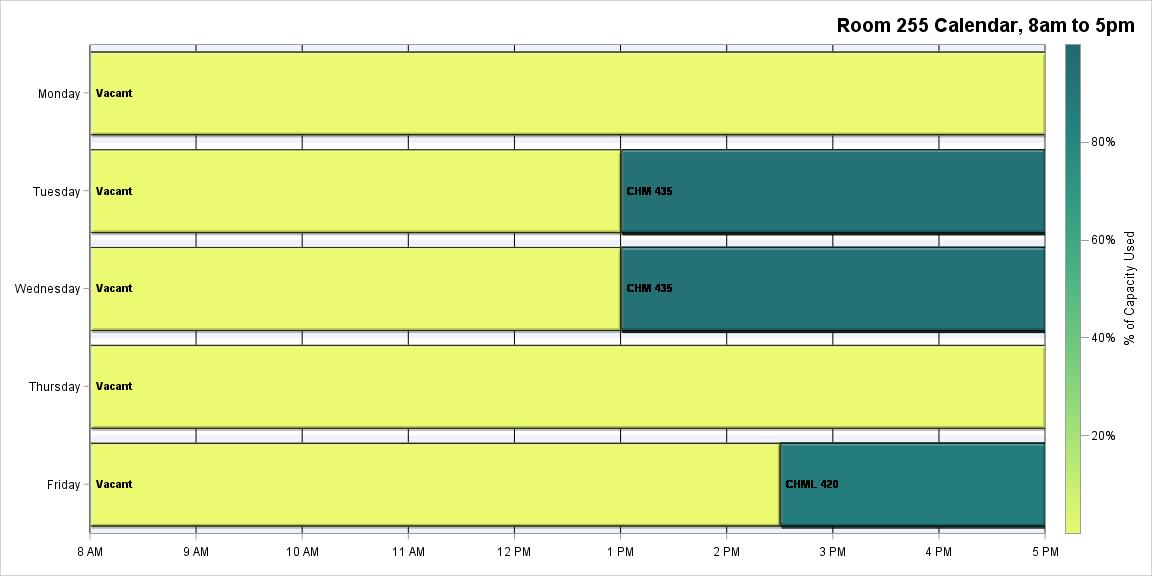 Room 255 Calendar, 8am to 5pm
Monday
Vacant
Tuesday
Vacant
CHM 435
Wednesday
Vacant
CHM 435
Thursday
Vacant
Friday
Vacant
CHML 420
8 AM
9 AM
10 AM
11 AM
12 PM
1 PM
2 PM
3 PM
4 PM
5 PM
80%
60%
40%
20%
% of Capacity Used